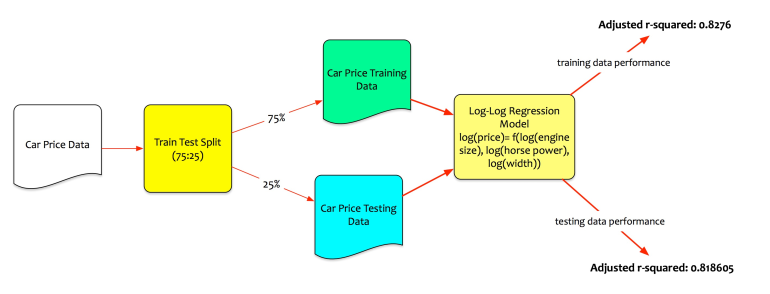 Adjusted r-squared: 0.8276
training data performance
Car Price Training
Data
75%
Log-Log Regression
Model
log(price)= f(log(engine
size), log(horse power),
log(width))
Car Price Data
Train Test Split
(75:25)
25%
Car Price Testing
Data
testing data performance
Adjusted r-squared: 0.818605